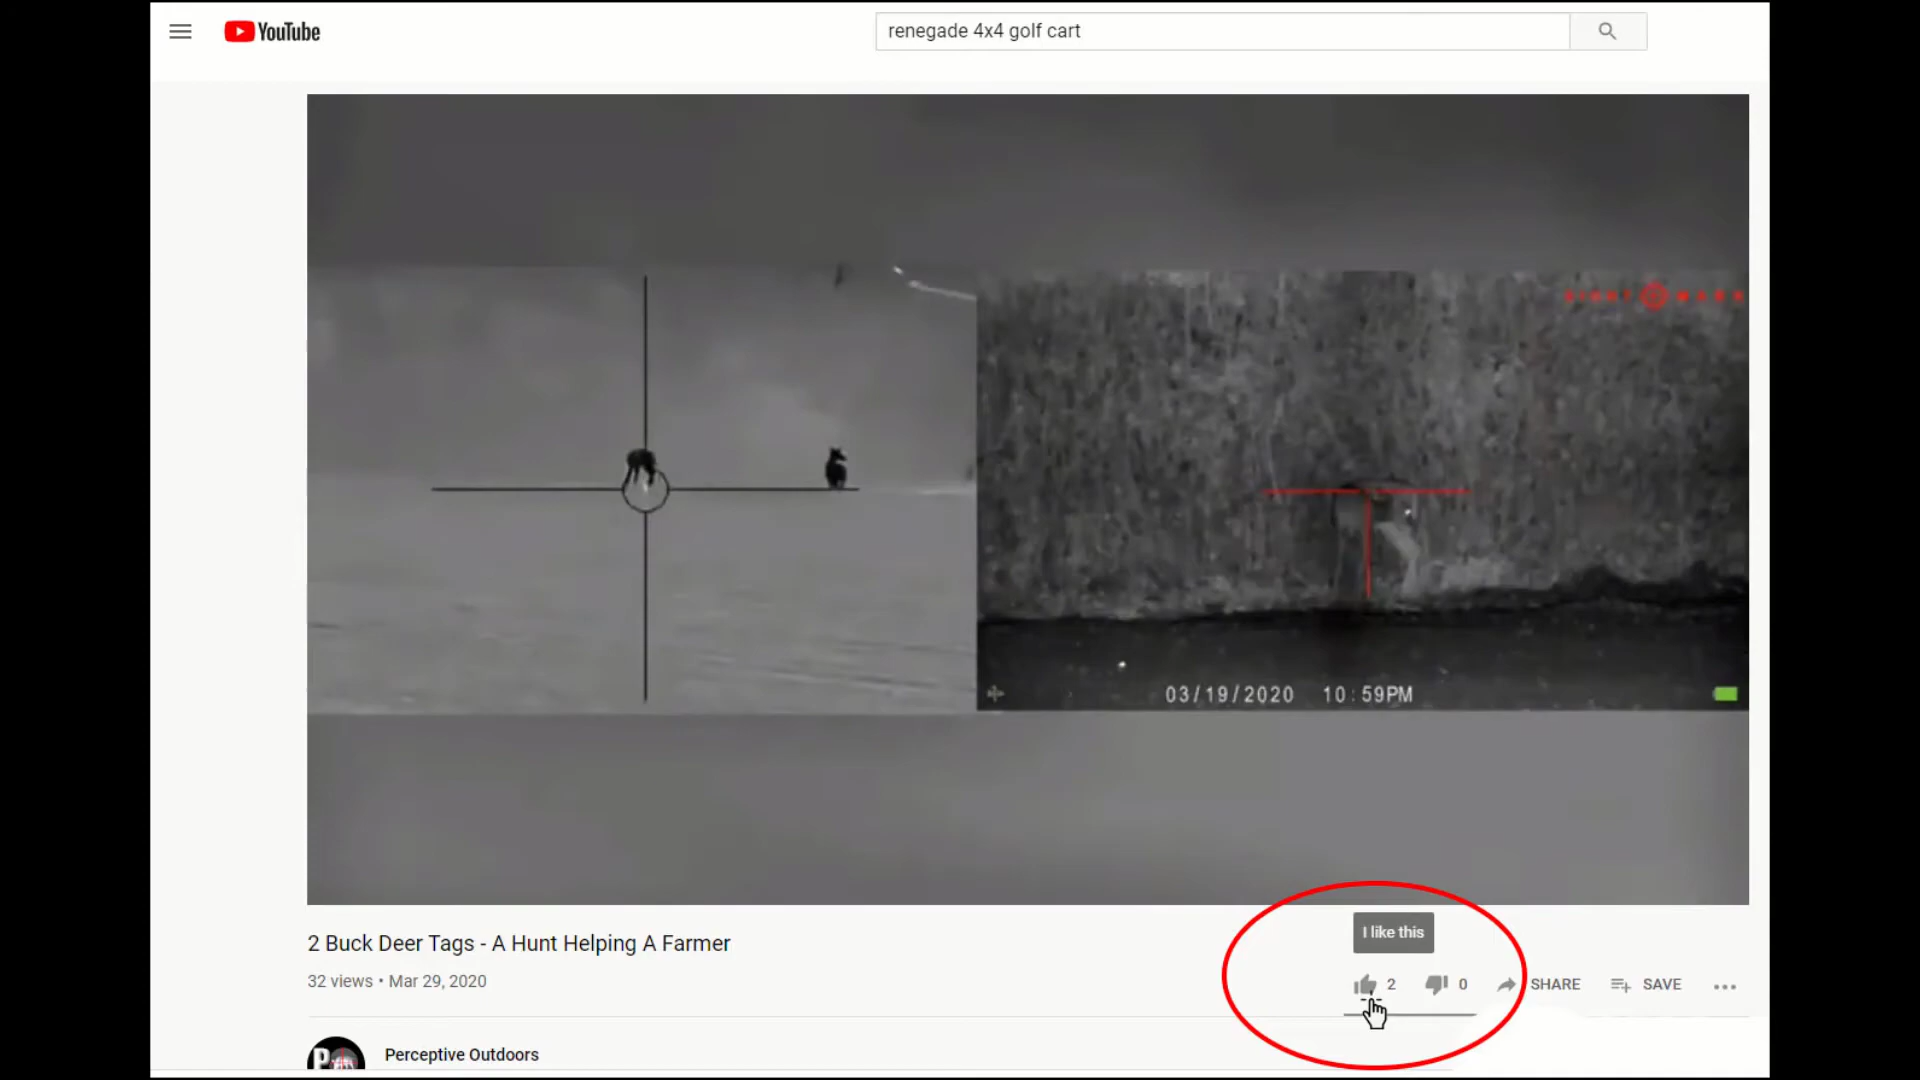 YouTube
renegade 4x4 golf cart
03/19/2020 10:59PM
I like this
2 Buck Deer Tags - A Hunt Helping A Farmer
32 views • Mar 29, 2020
2 0 SHARE SAVE
Perceptive Outdoors